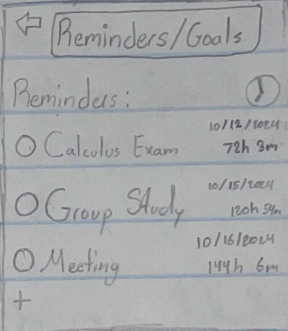 Reminders/Goals
Reminders:
10/12/2024
Calculus Exam 72h 3m
10/15/2024
Group Study 120h 54m
10/16/2024
Meeting 144h 6m
+